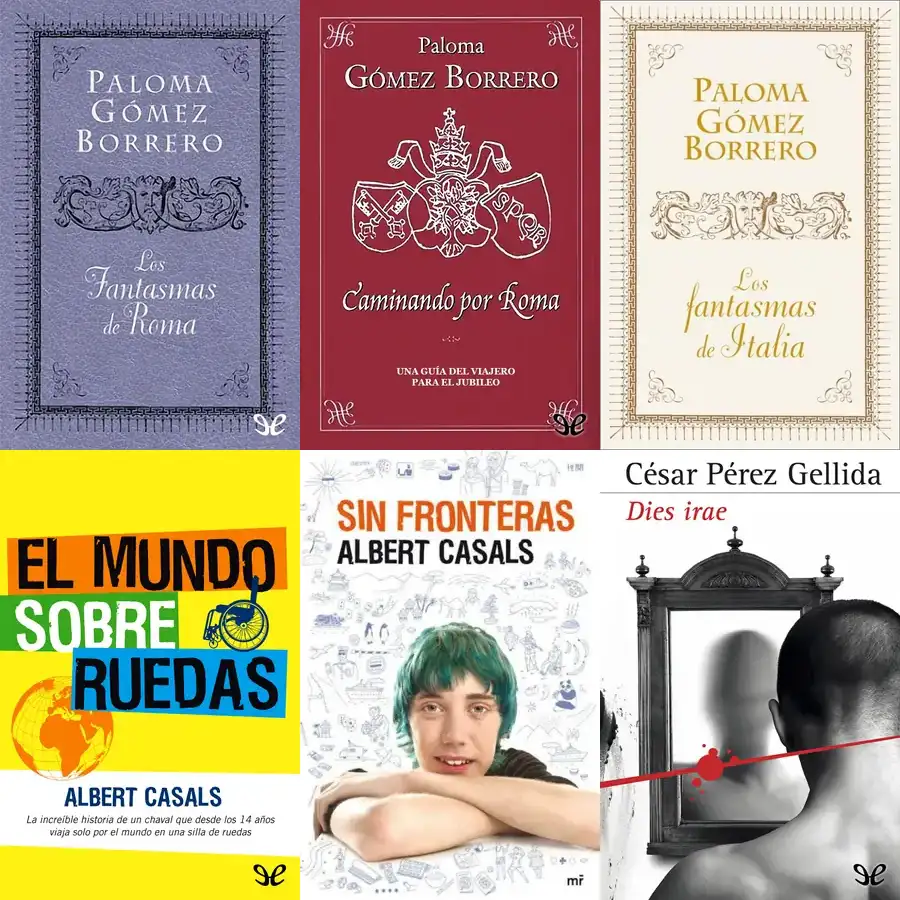 PALOMA
GÓMEZ
BORRERO
Los
Fantasmas
de Roma
Paloma
GÓMEZ BORRERO
SPQR
Caminando por Roma
UNA GUÍA DEL VIAJERO
PARA EL JUBILEO
PALOMA
GÓMEZ
BORRERO
Los
fantasmas
de Italia
EL MUNDO
SOBRE
RUEDAS
ALBERT CASALS
La increíble historia de un chaval que desde los 14 años
viaja solo por el mundo en una silla de ruedas
SIN FRONTERAS
ALBERT CASALS
mr
César Pérez Gellida
Dies irae